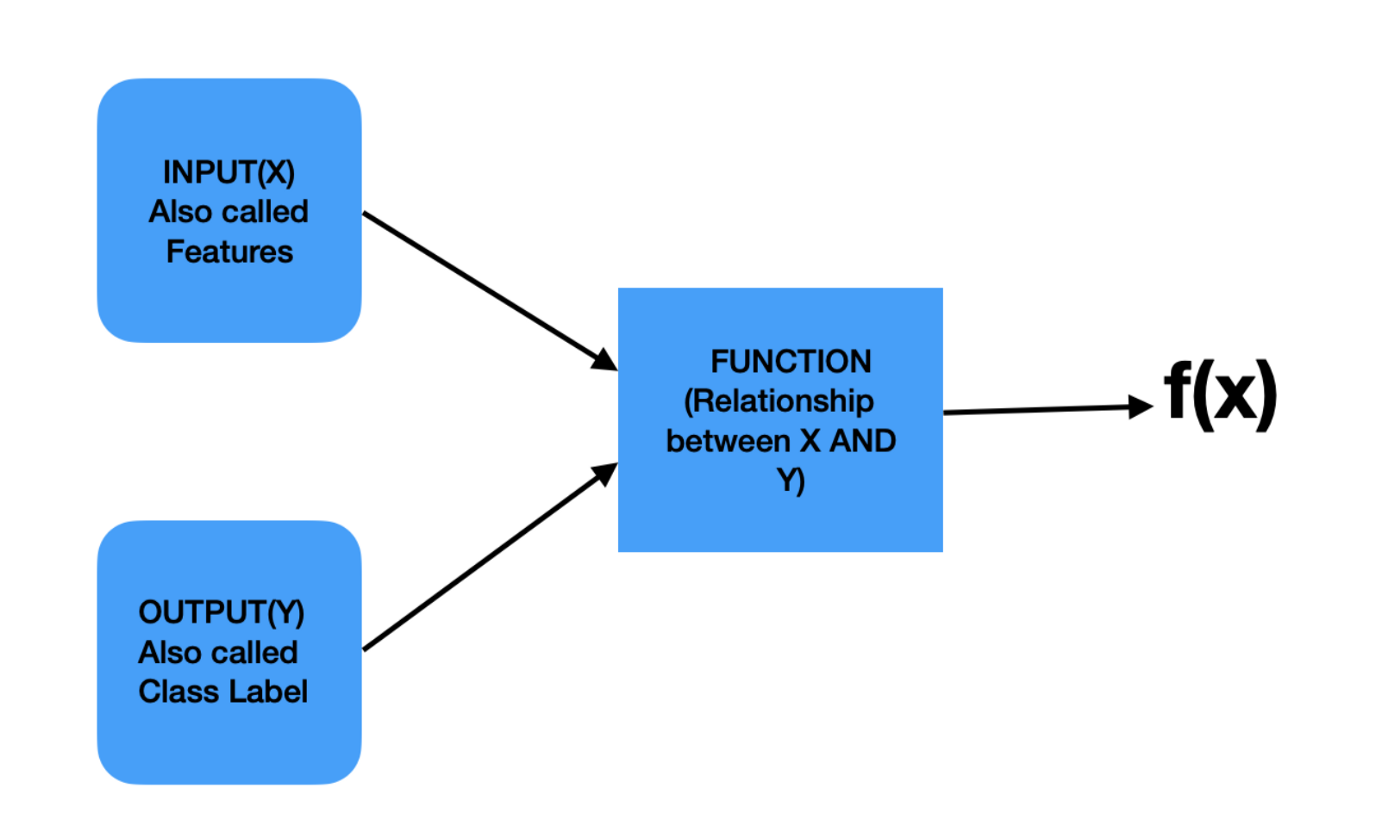 INPUT(X)
Also called
Features
FUNCTION
(Relationship
between X AND
Y)
f(x)
OUTPUT(Y)
Also called
Class Label